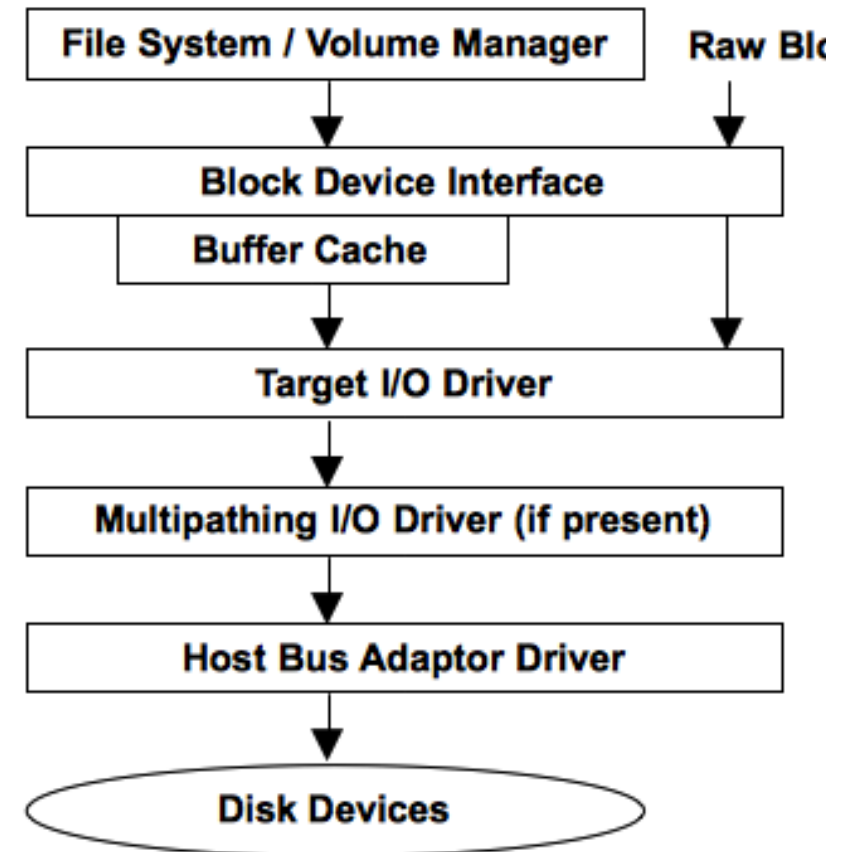 File System / Volume Manager
Raw
Block Device Interface
Buffer Cache
Target I/O Driver
Multipathing I/O Driver (if present)
Host Bus Adaptor Driver
Disk Devices